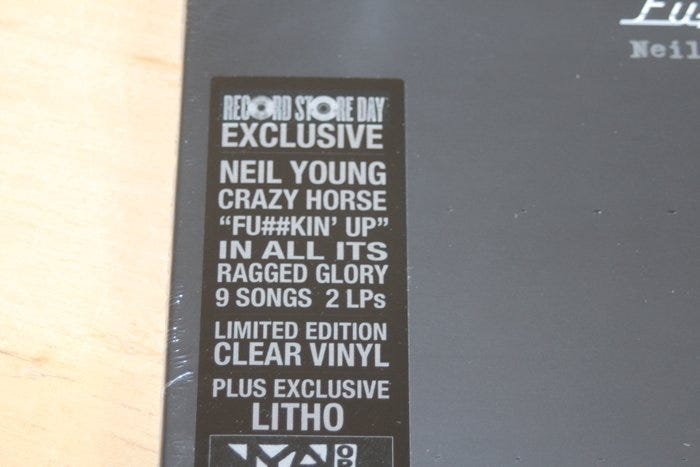 Neil
RECORD STORE DAY
EXCLUSIVE
NEIL YOUNG
CRAZY HORSE
“FU##KIN’ UP”
IN ALL ITS
RAGGED GLORY
9 SONGS 2 LPs
LIMITED EDITION
CLEAR VINYL
PLUS EXCLUSIVE
LITHO